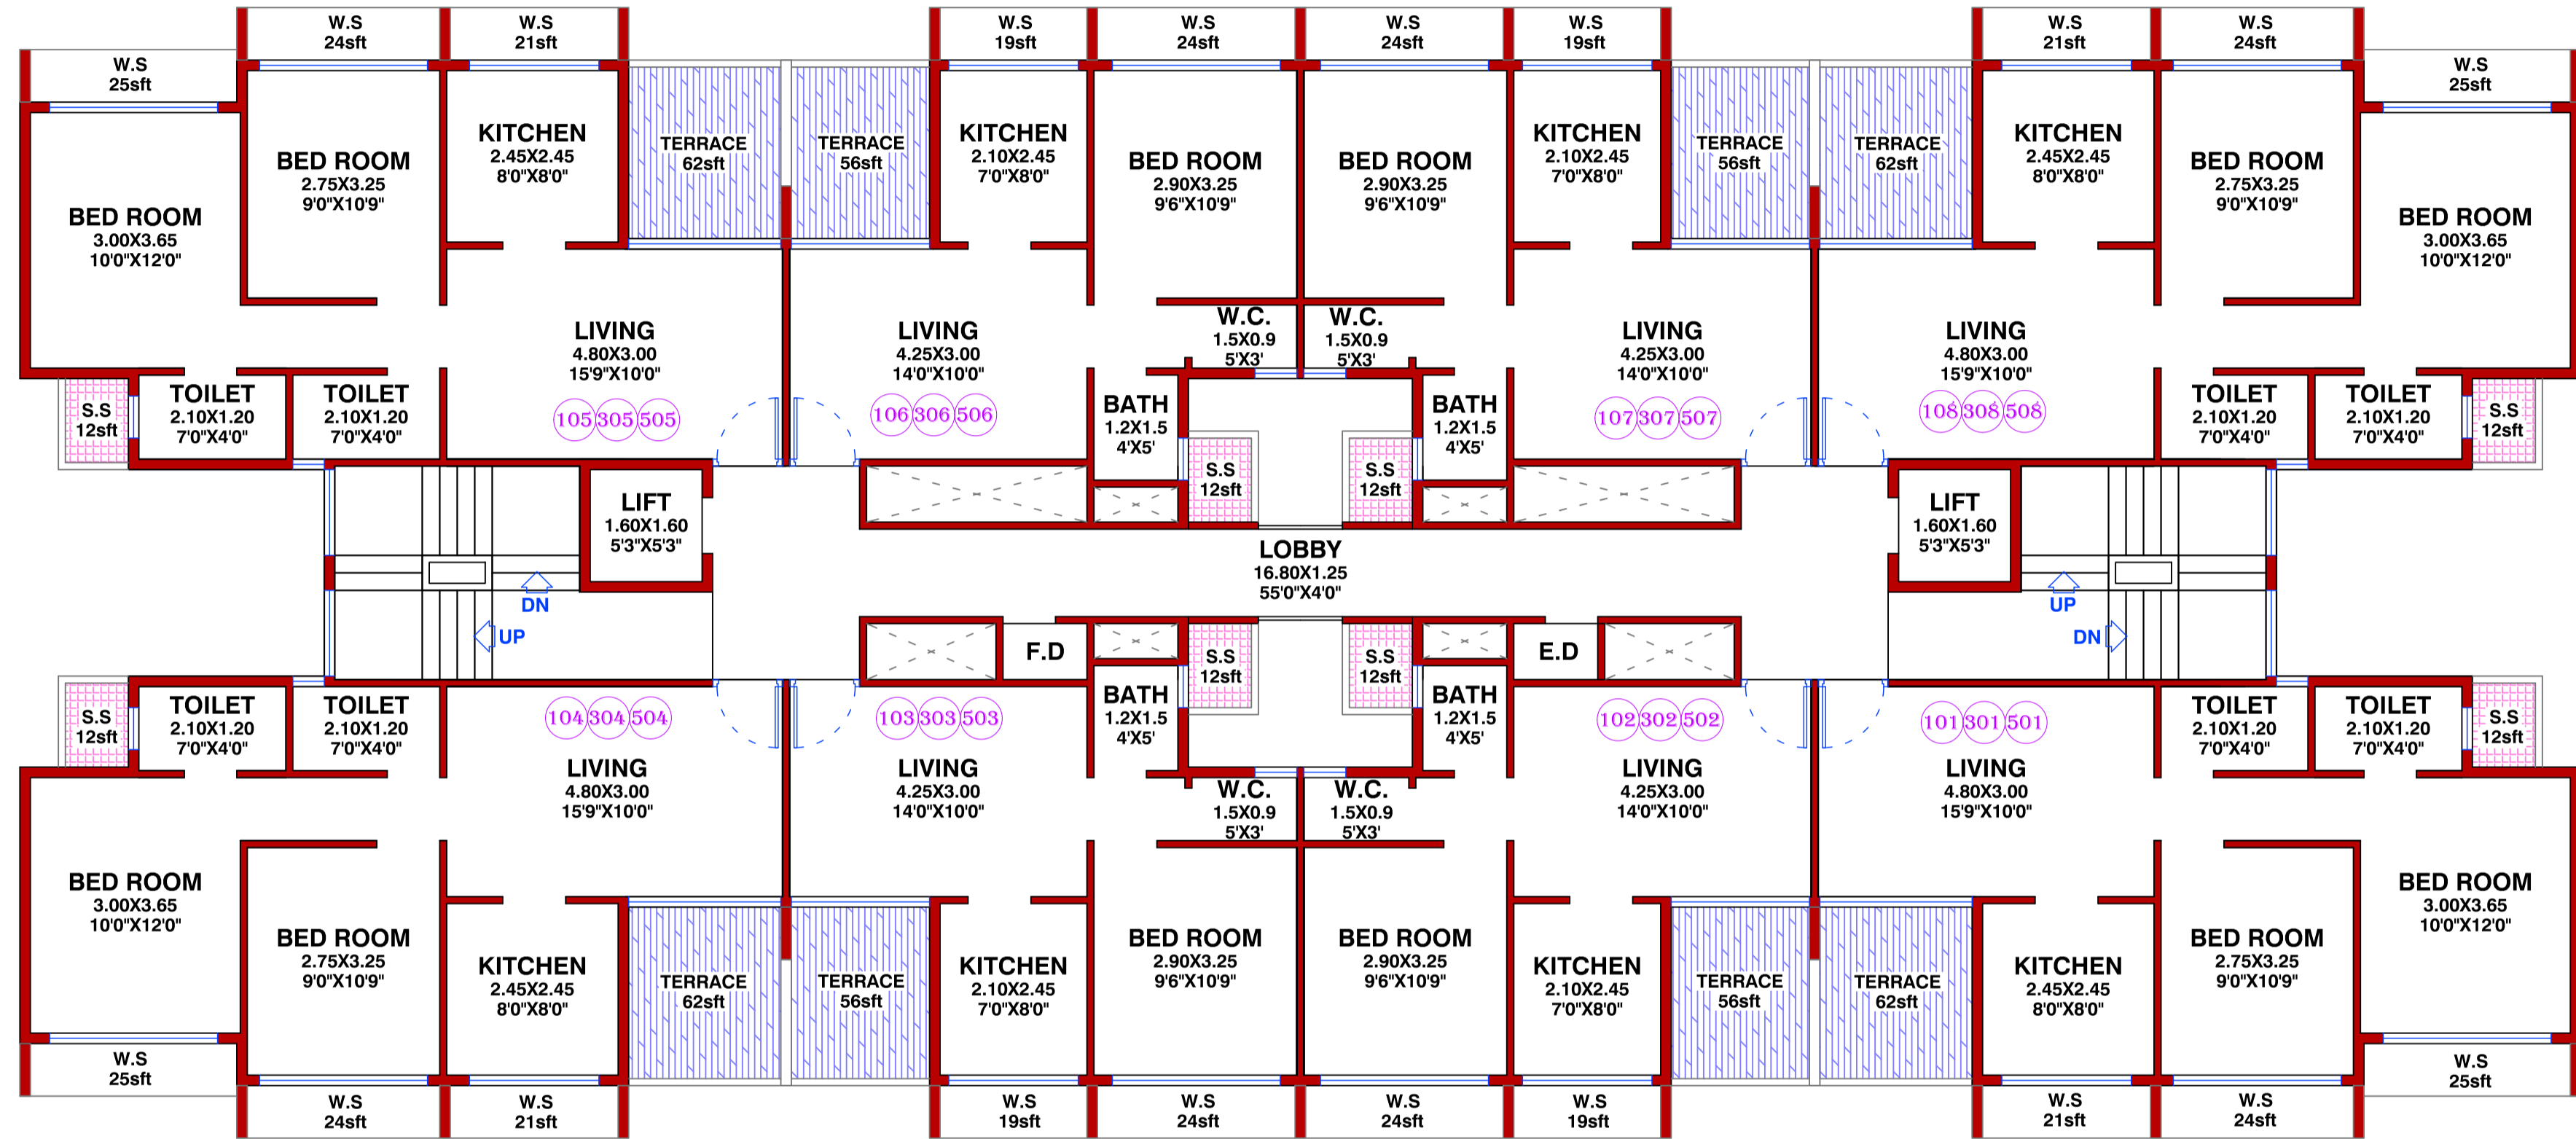 W.S
24sft
W.S
21sft
W.S
19sft
W.S
24sft
W.S
24sft
W.S
19sft
W.S
21sft
W.S
24sft
W.S
25sft
W.S
25sft
BED ROOM
3.00X3.65
10'0"X12'0"
BED ROOM
2.75X3.25
9'0"X10'9"
KITCHEN
2.45X2.45
8'0"X8'0"
TERRACE
62sft
TERRACE
56sft
KITCHEN
2.10X2.45
7'0"X8'0"
BED ROOM
2.90X3.25
9'6"X10'9"
BED ROOM
2.90X3.25
9'6"X10'9"
KITCHEN
2.10X2.45
7'0"X8'0"
TERRACE
56sft
TERRACE
62sft
KITCHEN
2.45X2.45
8'0"X8'0"
BED ROOM
2.75X3.25
9'0"X10'9"
BED ROOM
3.00X3.65
10'0"X12'0"
LIVING
4.80X3.00
15'9"X10'0"
105 305 505
LIVING
4.25X3.00
14'0"X10'0"
106 306 506
W.C.
1.5X0.9
5'X3'
W.C.
1.5X0.9
5'X3'
LIVING
4.25X3.00
14'0"X10'0"
107 307 507
LIVING
4.80X3.00
15'9"X10'0"
108 308 508
S.S
12sft
TOILET
2.10X1.20
7'0"X4'0"
TOILET
2.10X1.20
7'0"X4'0"
BATH
1.2X1.5
4'X5'
S.S
12sft
S.S
12sft
BATH
1.2X1.5
4'X5'
TOILET
2.10X1.20
7'0"X4'0"
TOILET
2.10X1.20
7'0"X4'0"
S.S
12sft
LIFT
1.60X1.60
5'3"X5'3"
LOBBY
16.80X1.25
55'0"X4'0"
LIFT
1.60X1.60
5'3"X5'3"
DN
UP
UP
DN
F.D
E.D
S.S
12sft
TOILET
2.10X1.20
7'0"X4'0"
TOILET
2.10X1.20
7'0"X4'0"
104 304 504
LIVING
4.80X3.00
15'9"X10'0"
103 303 503
LIVING
4.25X3.00
14'0"X10'0"
BATH
1.2X1.5
4'X5'
S.S
12sft
S.S
12sft
BATH
1.2X1.5
4'X5'
W.C.
1.5X0.9
5'X3'
W.C.
1.5X0.9
5'X3'
102 302 502
LIVING
4.25X3.00
14'0"X10'0"
101 301 501
LIVING
4.80X3.00
15'9"X10'0"
TOILET
2.10X1.20
7'0"X4'0"
TOILET
2.10X1.20
7'0"X4'0"
S.S
12sft
BED ROOM
3.00X3.65
10'0"X12'0"
BED ROOM
2.75X3.25
9'0"X10'9"
KITCHEN
2.45X2.45
8'0"X8'0"
TERRACE
62sft
TERRACE
56sft
KITCHEN
2.10X2.45
7'0"X8'0"
BED ROOM
2.90X3.25
9'6"X10'9"
BED ROOM
2.90X3.25
9'6"X10'9"
KITCHEN
2.10X2.45
7'0"X8'0"
TERRACE
56sft
TERRACE
62sft
KITCHEN
2.45X2.45
8'0"X8'0"
BED ROOM
2.75X3.25
9'0"X10'9"
BED ROOM
3.00X3.65
10'0"X12'0"
W.S
25sft
W.S
24sft
W.S
21sft
W.S
19sft
W.S
24sft
W.S
24sft
W.S
19sft
W.S
21sft
W.S
24sft
W.S
25sft